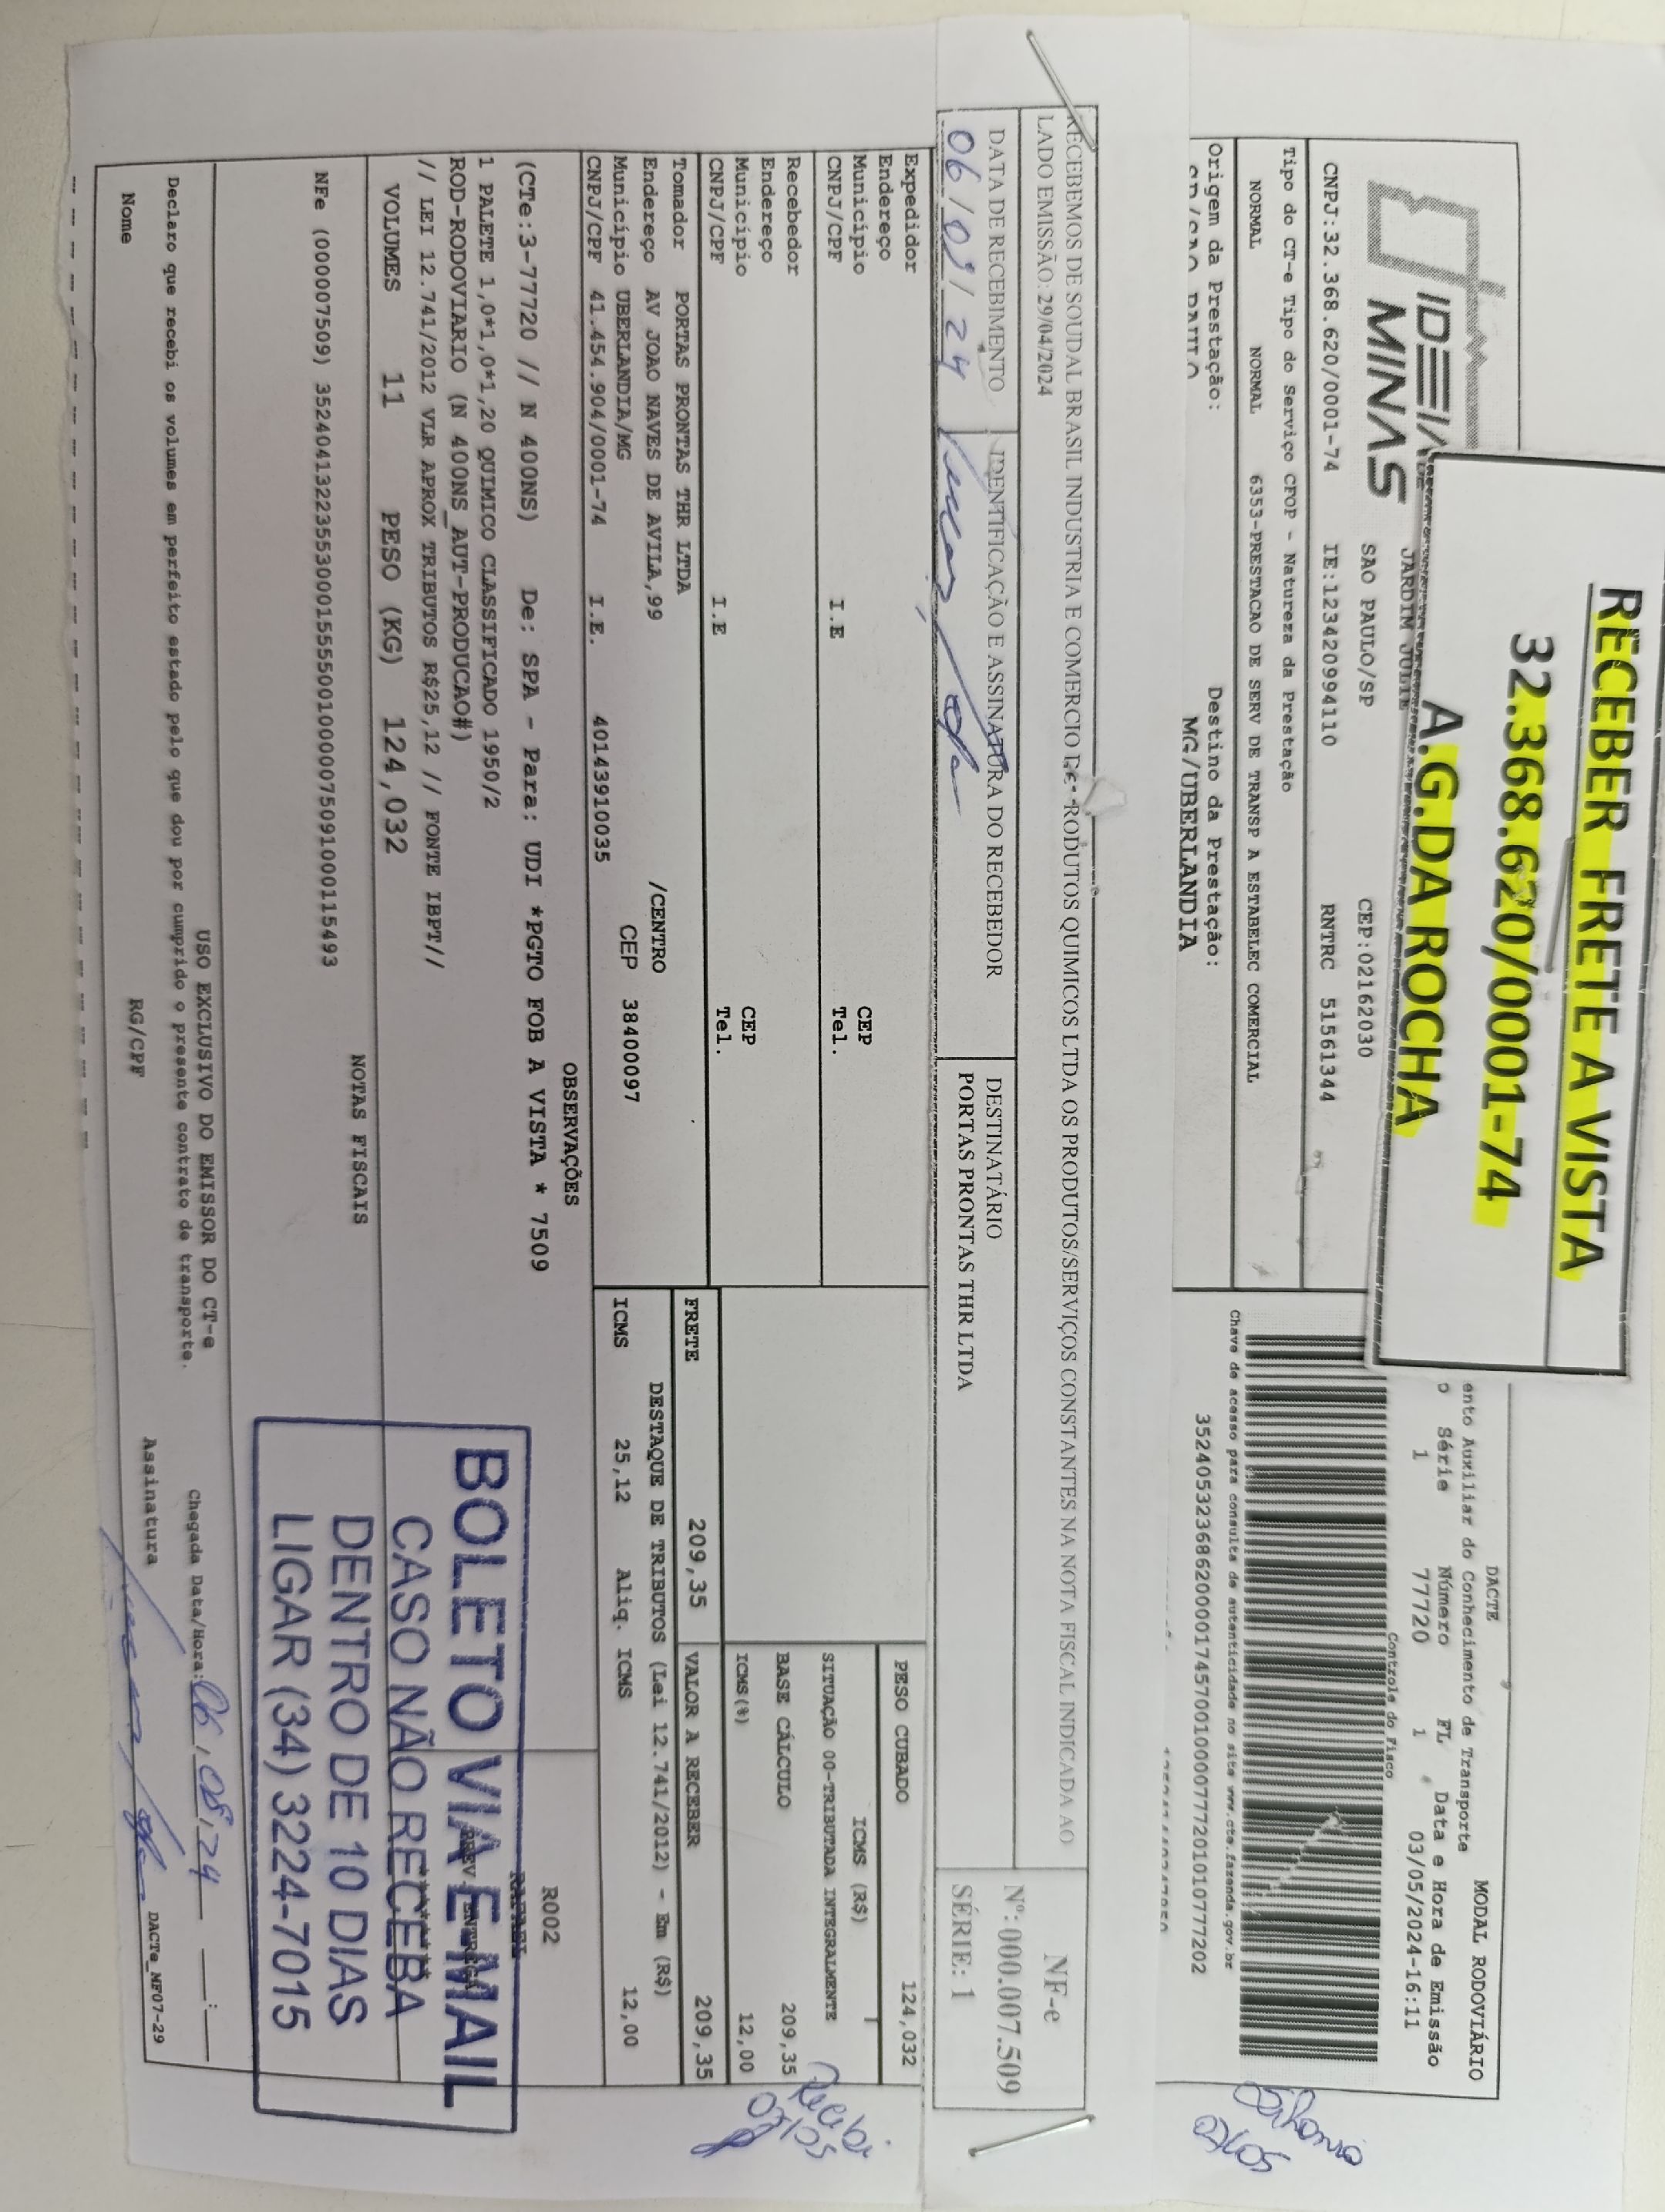 RECEBER FRETE A VISTA
32.368.620/0001-74
A.G.DA ROCHA
IDEIA
MINAS
JARDIM JULIE
SAO PAULO/SP CEP:02162030
CNPJ:32.368.620/0001-74 IE:123420994110 RNTRC 51561344
Tipo do CT-e Tipo do Serviço CFOP - Natureza da Prestação
NORMAL NORMAL 6353-PRESTACAO DE SERV DE TRANSP A ESTABELEC COMERCIAL
Origem da Prestação: Destino da Prestação:
MG/UBERLANDIA
DACTE MODAL RODOVIÁRIO
ento Auxiliar do Conhecimento de Transporte
o Série Número FL Data e Hora de Emissão
1 77720 1 03/05/2024-16:11
Controle do Fisco
Chave de acesso para consulta de autenticidade no site www.cte.fazenda.gov.br
35240532368620000174570010000777201010777202
RECEBEMOS DE SOUDAL BRASIL INDUSTRIA E COMERCIO DE PRODUTOS QUIMICOS LTDA OS PRODUTOS/SERVIÇOS CONSTANTES NA NOTA FISCAL INDICADA AO
LADO EMISSÃO: 29/04/2024
DATA DE RECEBIMENTO IDENTIFICAÇÃO E ASSINATURA DO RECEBEDOR DESTINATÁRIO
PORTAS PRONTAS THR LTDA
NF-e
Nº: 000.007.509
SÉRIE: 1
Expedidor
Endereço
Município CEP
CNPJ/CPF I.E Tel.
Recebedor
Endereço
Município CEP
CNPJ/CPF I.E Tel.
Tomador PORTAS PRONTAS THR LTDA
Endereço AV JOAO NAVES DE AVILA,99 /CENTRO
Município UBERLANDIA/MG CEP 38400097
CNPJ/CPF 41.454.904/0001-74 I.E. 40143910035
PESO CUBADO 124,032
ICMS (R$)
SITUAÇÃO 00-TRIBUTADA INTEGRALMENTE
BASE CÁLCULO 209,35
ICMS(%) 12,00
FRETE 209,35 VALOR A RECEBER 209,35
DESTAQUE DE TRIBUTOS (Lei 12.741/2012) - Em (R$)
ICMS 25,12 Aliq. ICMS 12,00
OBSERVAÇÕES
(CTe:3-77720 // N 400NS) De: SPA - Para: UDI *PGTO FOB A VISTA * 7509
1 PALETE 1,0*1,0*1,20 QUIMICO CLASSIFICADO 1950/2
ROD-RODOVIARIO (N 400NS_AUT-PRODUCAO#)
// LEI 12.741/2012 VLR APROX TRIBUTOS R$25,12 // FONTE IBPT//
VOLUMES 11 PESO (KG) 124,032
R002
RAFAEL
PREV. ENTREGA
NOTAS FISCAIS
NFe (000007509) 35240413223553000155550010000075091000115493
BOLETO VIA E-MAIL
CASO NÃO RECEBA
DENTRO DE 10 DIAS
LIGAR (34) 3224-7015
USO EXCLUSIVO DO EMISSOR DO CT-e
Declaro que recebi os volumes em perfeito estado pelo que dou por cumprido o presente contrato de transporte.
Chegada Data/Hora: 06/05/24
Nome RG/CPF Assinatura
DACTe_MF07-29